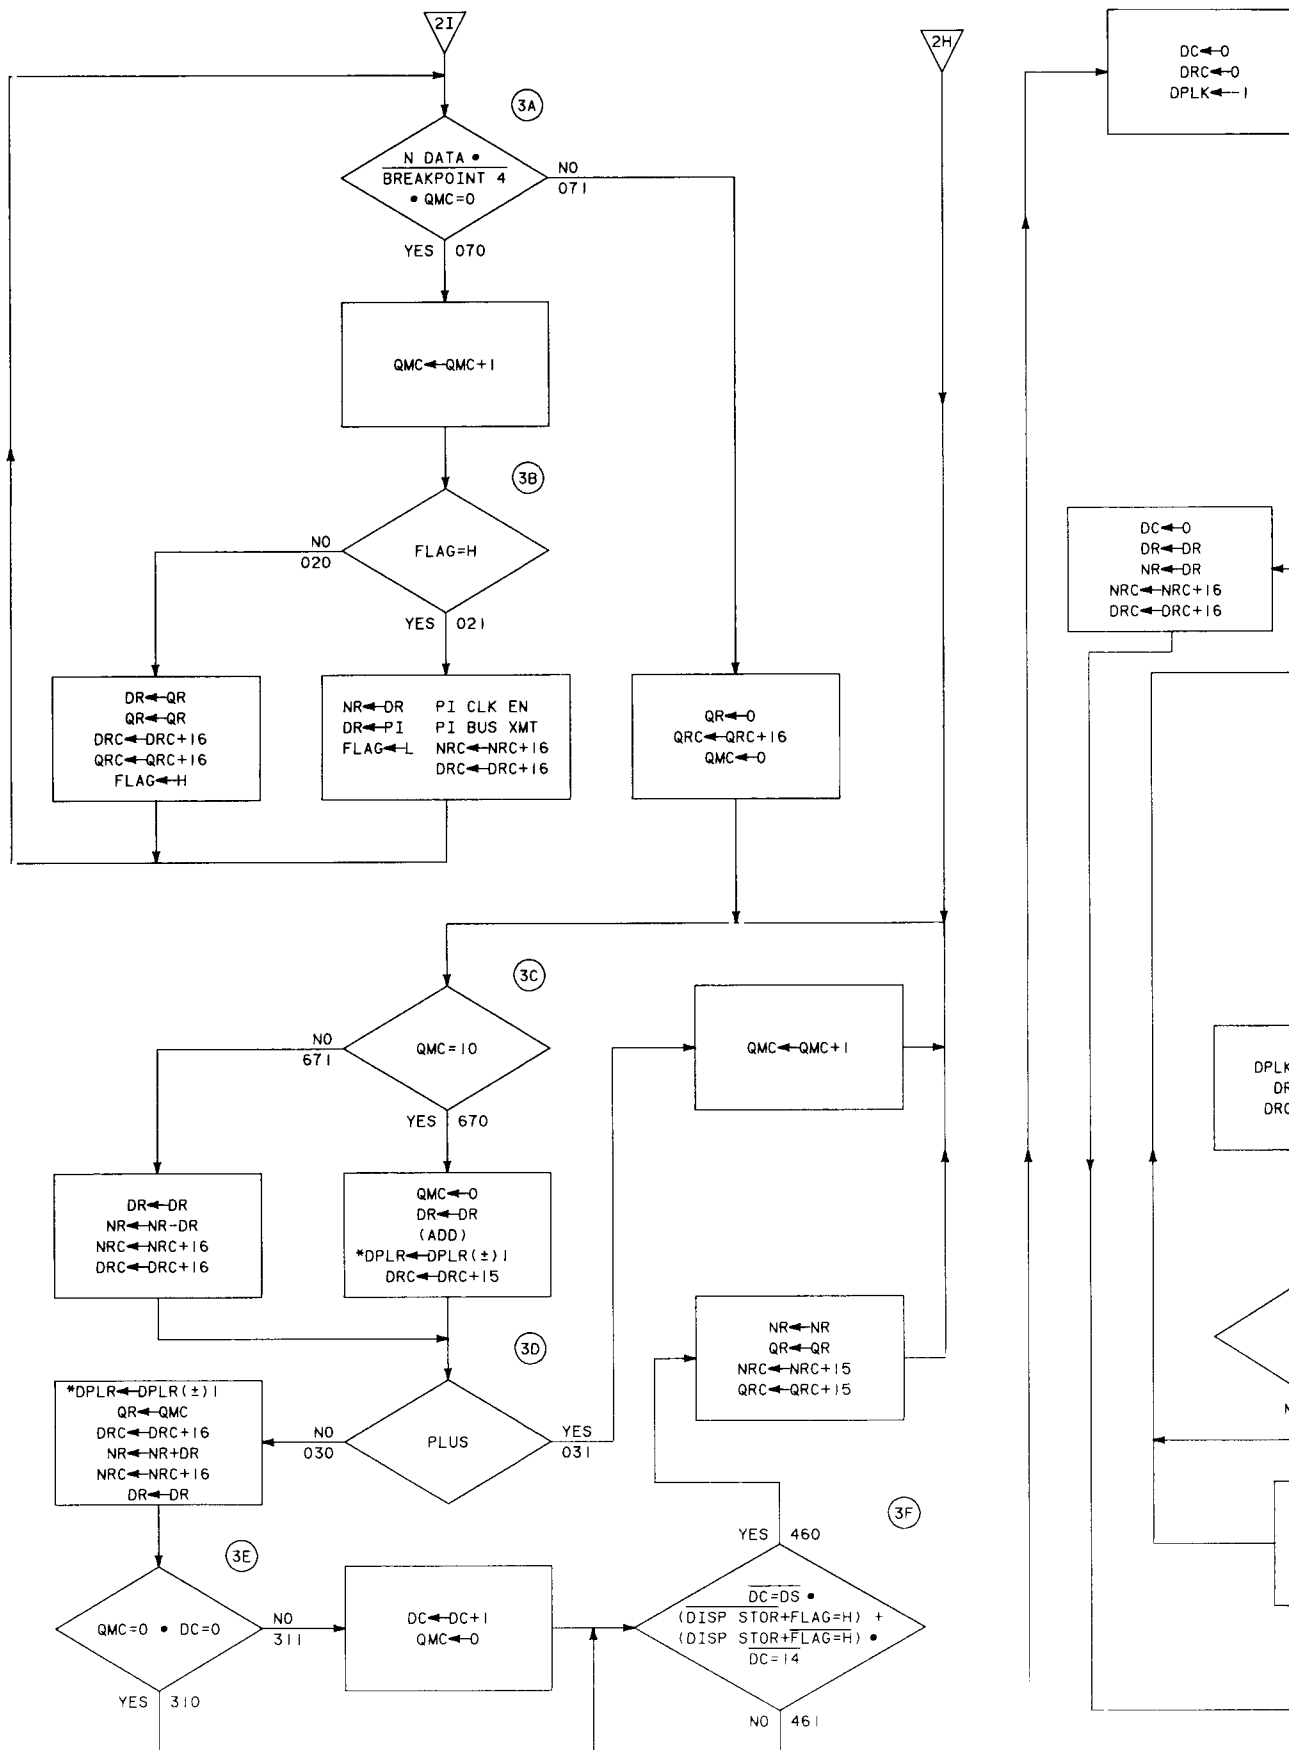 2I
2H
DC←0
DRC←0
DPLK←-1
3A
N DATA •
BREAKPOINT 4
• QMC=0
NO
071
YES 070
QMC←QMC+1
3B
FLAG=H
NO
020
YES 021
DC←0
DR←DR
NR←DR
NRC←NRC+16
DRC←DRC+16
DR←QR
QR←QR
DRC←DRC+16
QRC←QRC+16
FLAG←H
NR←DR PI CLK EN
DR←PI PI BUS XMT
FLAG←L NRC←NRC+16
DRC←DRC+16
QR←0
QRC←QRC+16
QMC←0
3C
QMC=10
NO
671
YES 670
QMC←QMC+1
DPLK
DR
DRC
DR←DR
NR←NR-DR
NRC←NRC+16
DRC←DRC+16
QMC←0
DR←DR
(ADD)
*DPLR←DPLR(±)1
DRC←DRC+15
3D
NR←NR
QR←QR
NRC←NRC+15
QRC←QRC+15
*DPLR←DPLR(±)1
QR←QMC
DRC←DRC+16
NR←NR+DR
NRC←NRC+16
DR←DR
NO
030
PLUS
YES
031
N
3F
YES 460
3E
QMC=0 • DC=0
NO
311
YES 310
DC←DC+1
QMC←0
DC=DS •
(DISP STOR+FLAG=H) +
(DISP STOR+FLAG=H) •
DC=14
NO 461